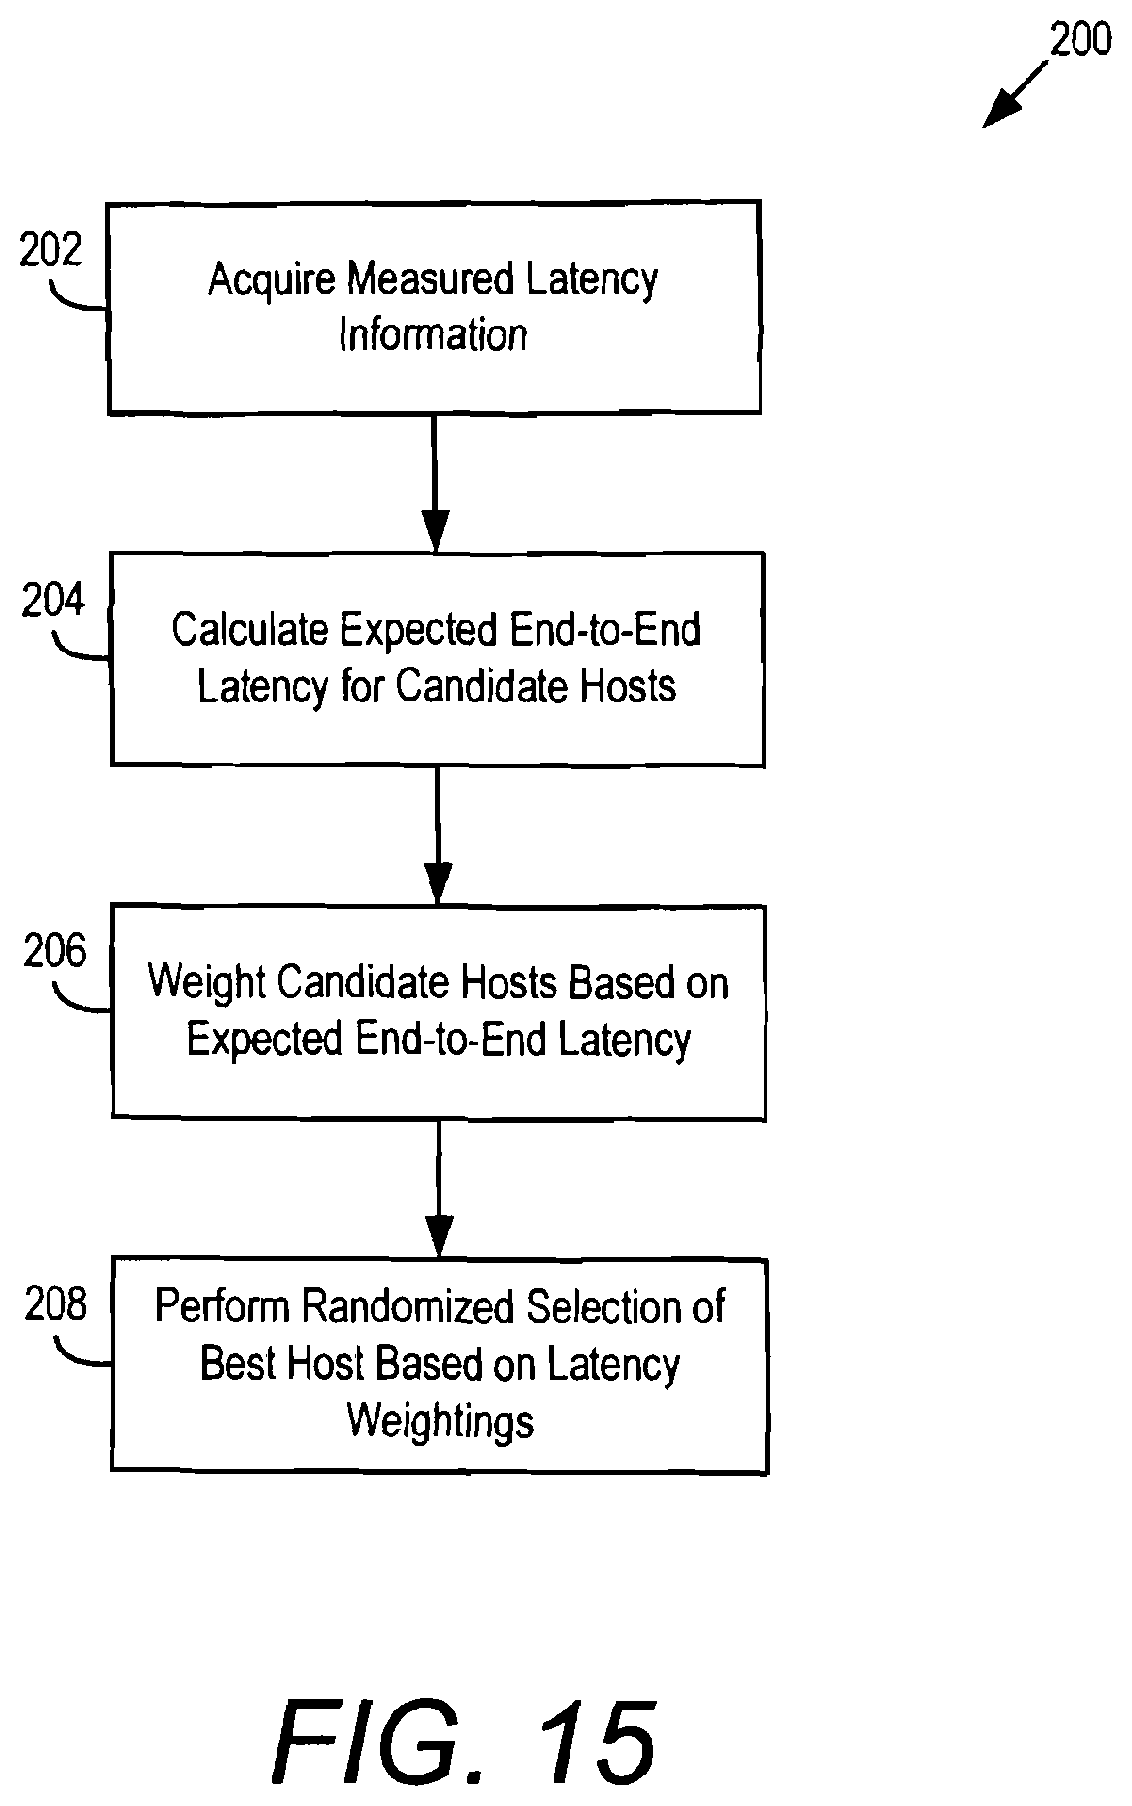 200
202
Acquire Measured Latency
Information
204
Calculate Expected End-to-End
Latency for Candidate Hosts
206
Weight Candidate Hosts Based on
Expected End-to-End Latency
208
Perform Randomized Selection of
Best Host Based on Latency
Weightings
FIG. 15